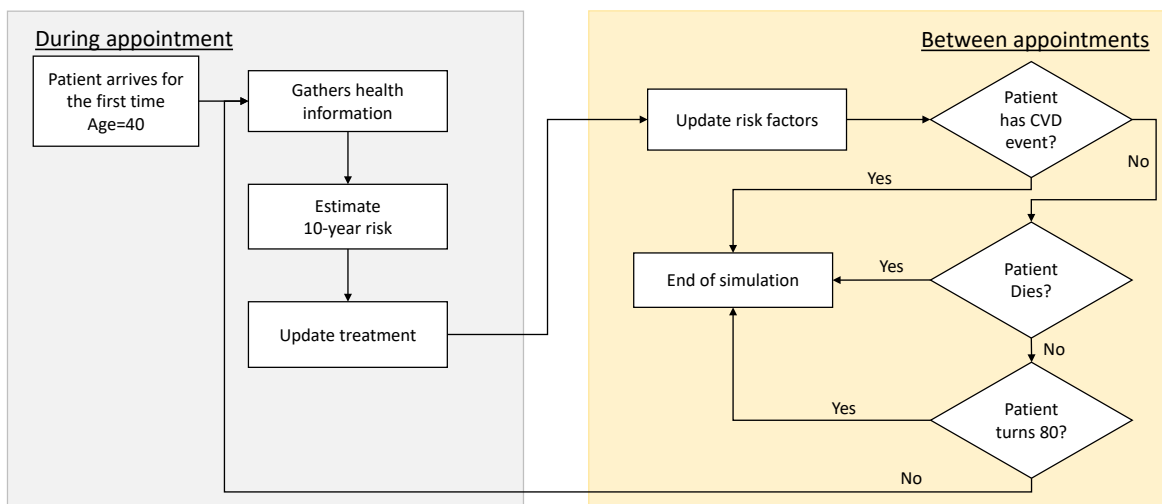 During appointment
Patient arrives for
the first time
Age=40
Gathers health
information
Estimate
10-year risk
Update treatment
Between appointments
Update risk factors
Patient
has CVD
event?
No
Yes
End of simulation
Yes
Patient
Dies?
No
Yes
Patient
turns 80?
No